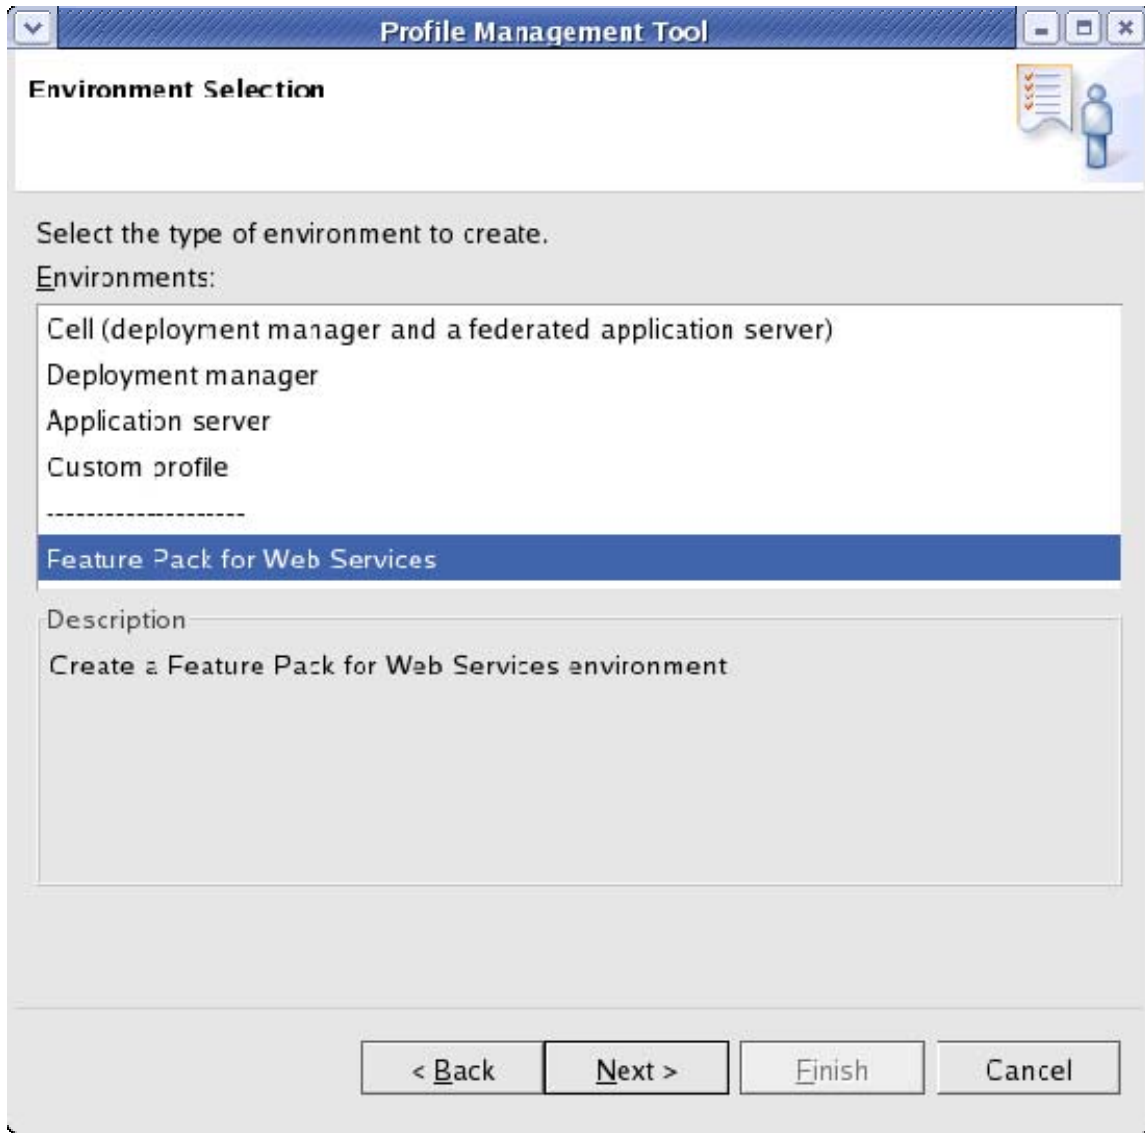 Profile Management Tool
Environment Selection
Select the type of environment to create.
Environments:
Cell (deployment manager and a federated application server)
Deployment manager
Application server
Custom profile
--------------------
Feature Pack for Web Services
Description
Create a Feature Pack for Web Services environment
< Back
Next >
Finish
Cancel